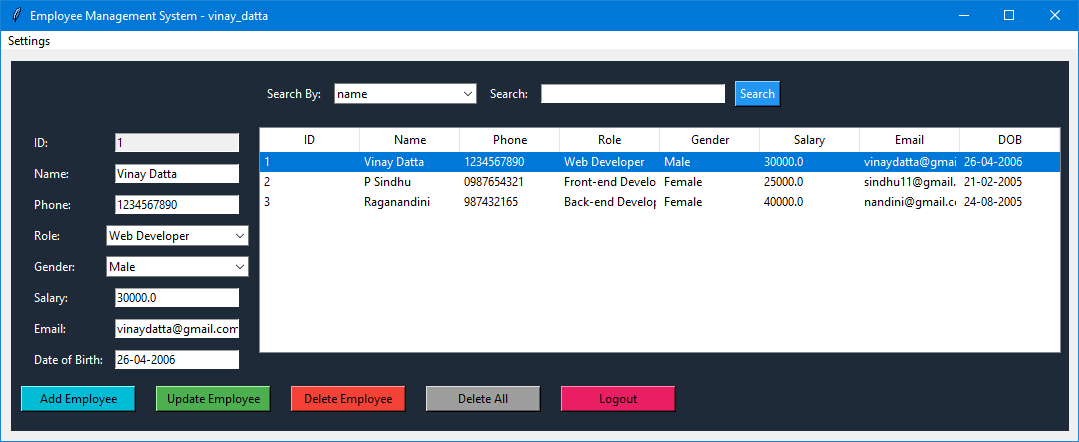 Employee Management System - vinay_datta
Settings
Search By: name Search: Search
ID: 1
Name: Vinay Datta
Phone: 1234567890
Role: Web Developer
Gender: Male
Salary: 30000.0
Email: vinaydatta@gmail.com
Date of Birth: 26-04-2006
ID Name Phone Role Gender Salary Email DOB
1 Vinay Datta 1234567890 Web Developer Male 30000.0 vinaydatta@gmai 26-04-2006
2 P Sindhu 0987654321 Front-end Develo Female 25000.0 sindhu11@gmail. 21-02-2005
3 Raganandini 987432165 Back-end Develop Female 40000.0 nandini@gmail.co 24-08-2005
Add Employee Update Employee Delete Employee Delete All Logout